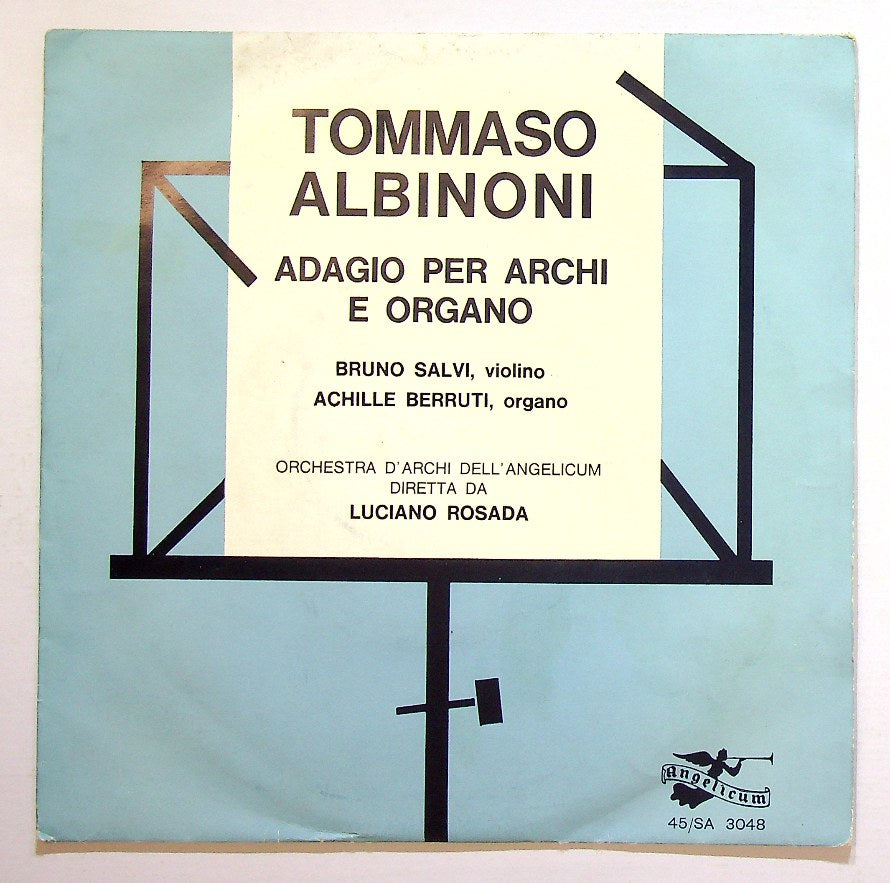 TOMMASO
ALBINONI
ADAGIO PER ARCHI
E ORGANO
BRUNO SALVI, violino
ACHILLE BERRUTI, organo
ORCHESTRA D'ARCHI DELL'ANGELICUM
DIRETTA DA
LUCIANO ROSADA
Angelicum
45/SA 3048